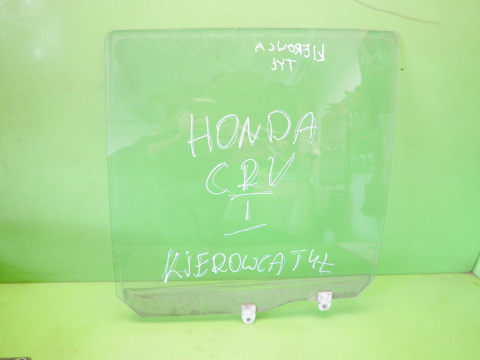 KIEROWCA
TYŁ
HONDA
CRV
I
KIEROWCA TYŁ